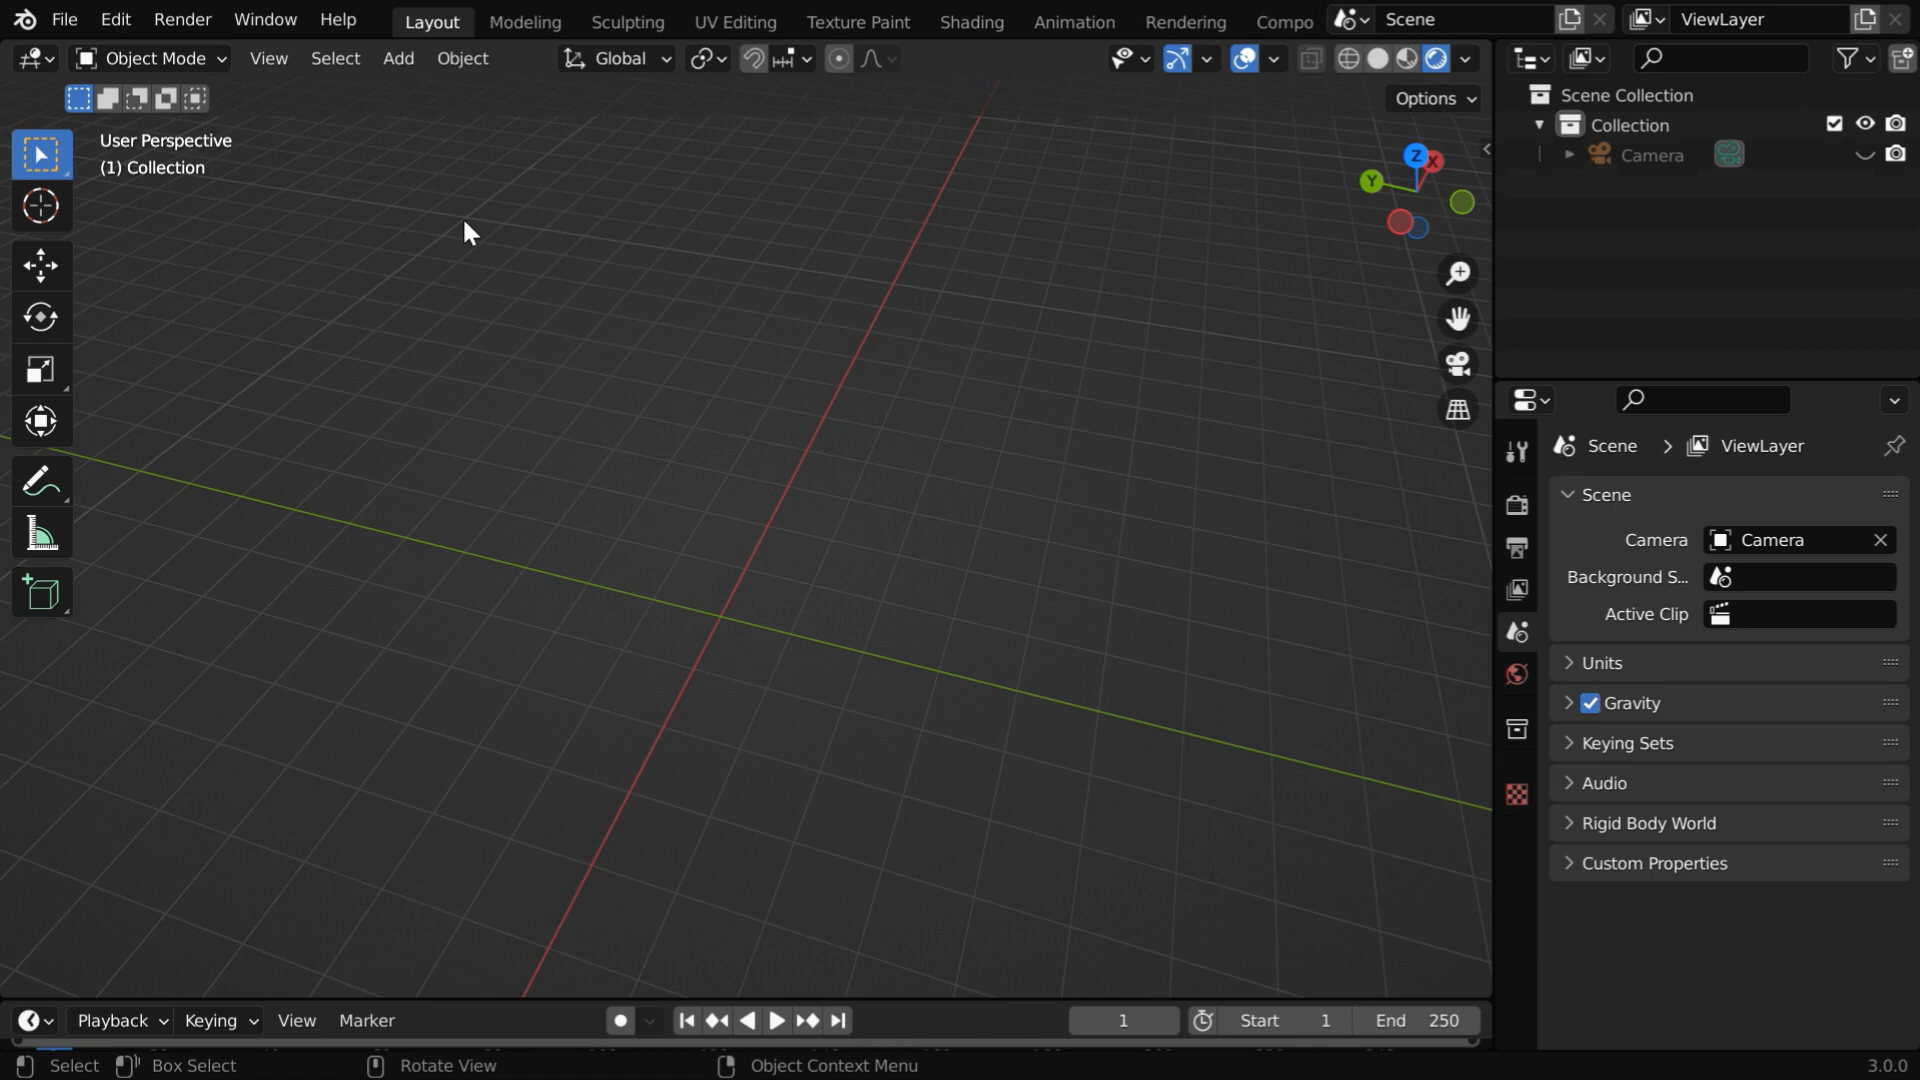 File Edit Render Window Help Layout Modeling Sculpting UV Editing Texture Paint Shading Animation Rendering Compo Scene ViewLayer
Object Mode View Select Add Object Global
Options
User Perspective
(1) Collection
Z X
Y
Scene Collection
Collection
Camera
Scene ViewLayer
Scene
Camera Camera
Background S...
Active Clip
Units
Gravity
Keying Sets
Audio
Rigid Body World
Custom Properties
Playback Keying View Marker 1 Start 1 End 250
Select Box Select Rotate View Object Context Menu 3.0.0